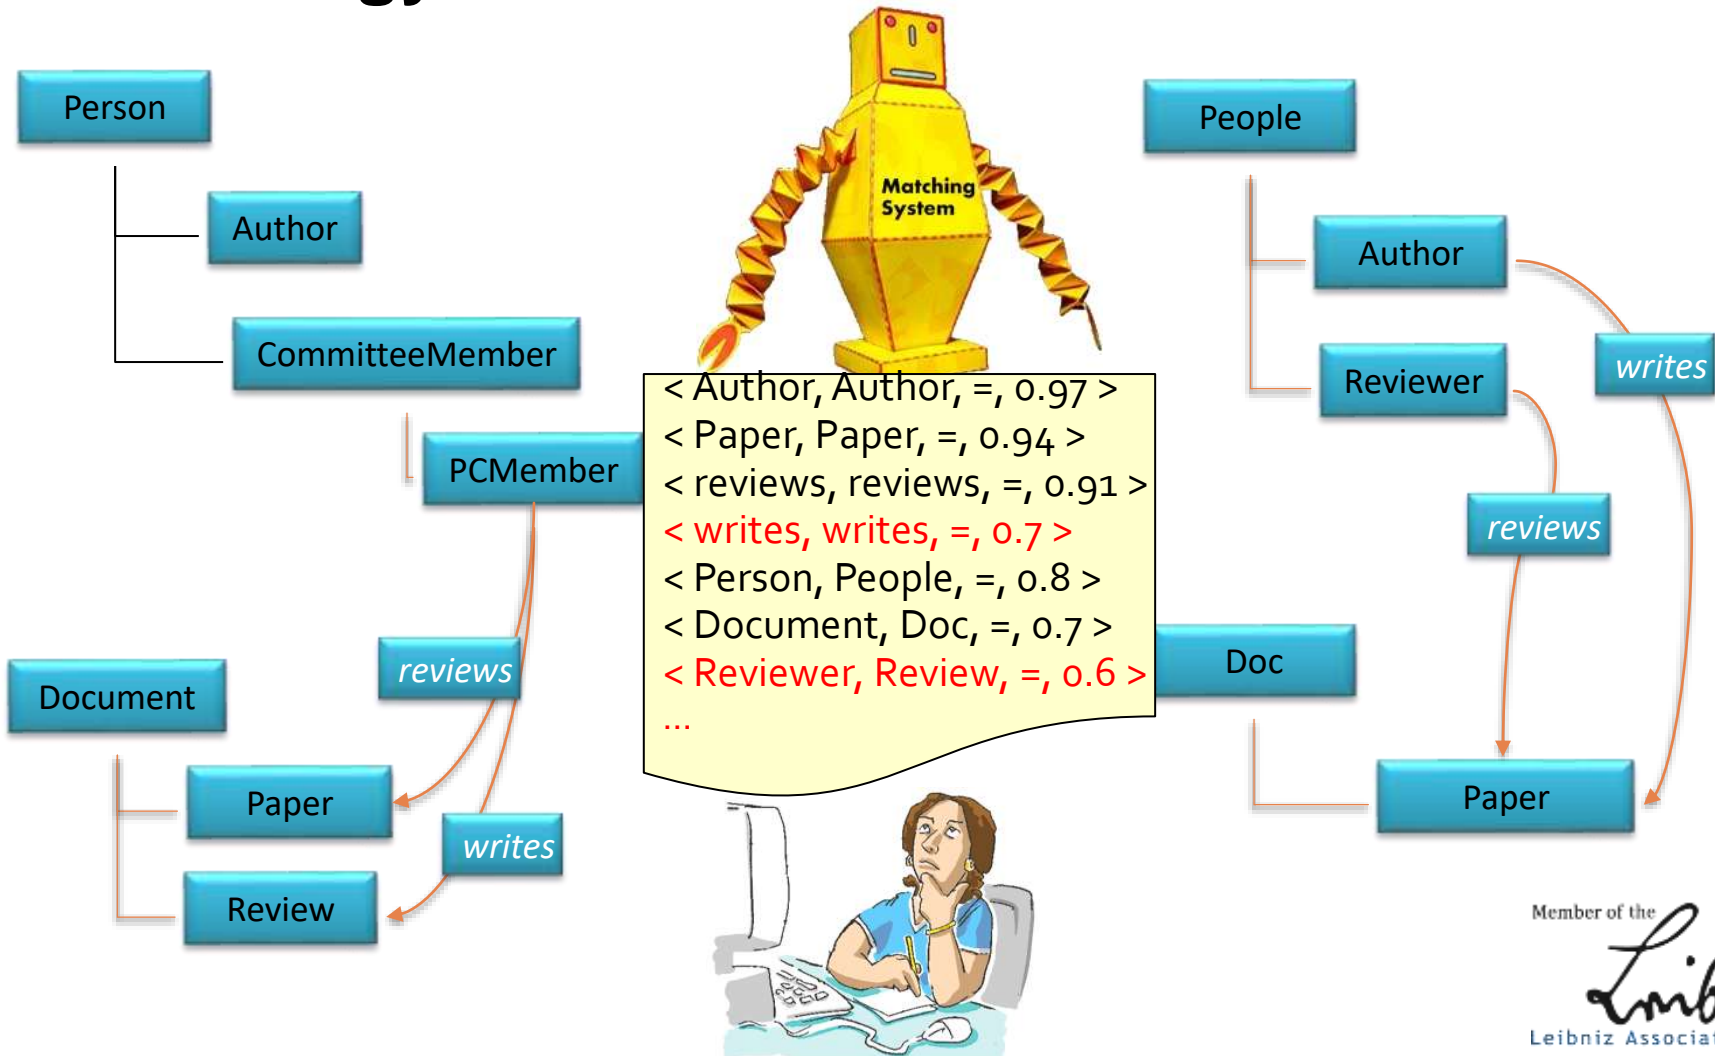 Person
Author
CommitteeMember
PCMember
reviews
Document
Paper
writes
Review
Matching
System
< Author, Author, =, 0.97 >
< Paper, Paper, =, 0.94 >
< reviews, reviews, =, 0.91 >
< writes, writes, =, 0.7 >
< Person, People, =, 0.8 >
< Document, Doc, =, 0.7 >
< Reviewer, Review, =, 0.6 >
...
People
Author
Reviewer
writes
reviews
Doc
Paper
Member of the
Leibniz